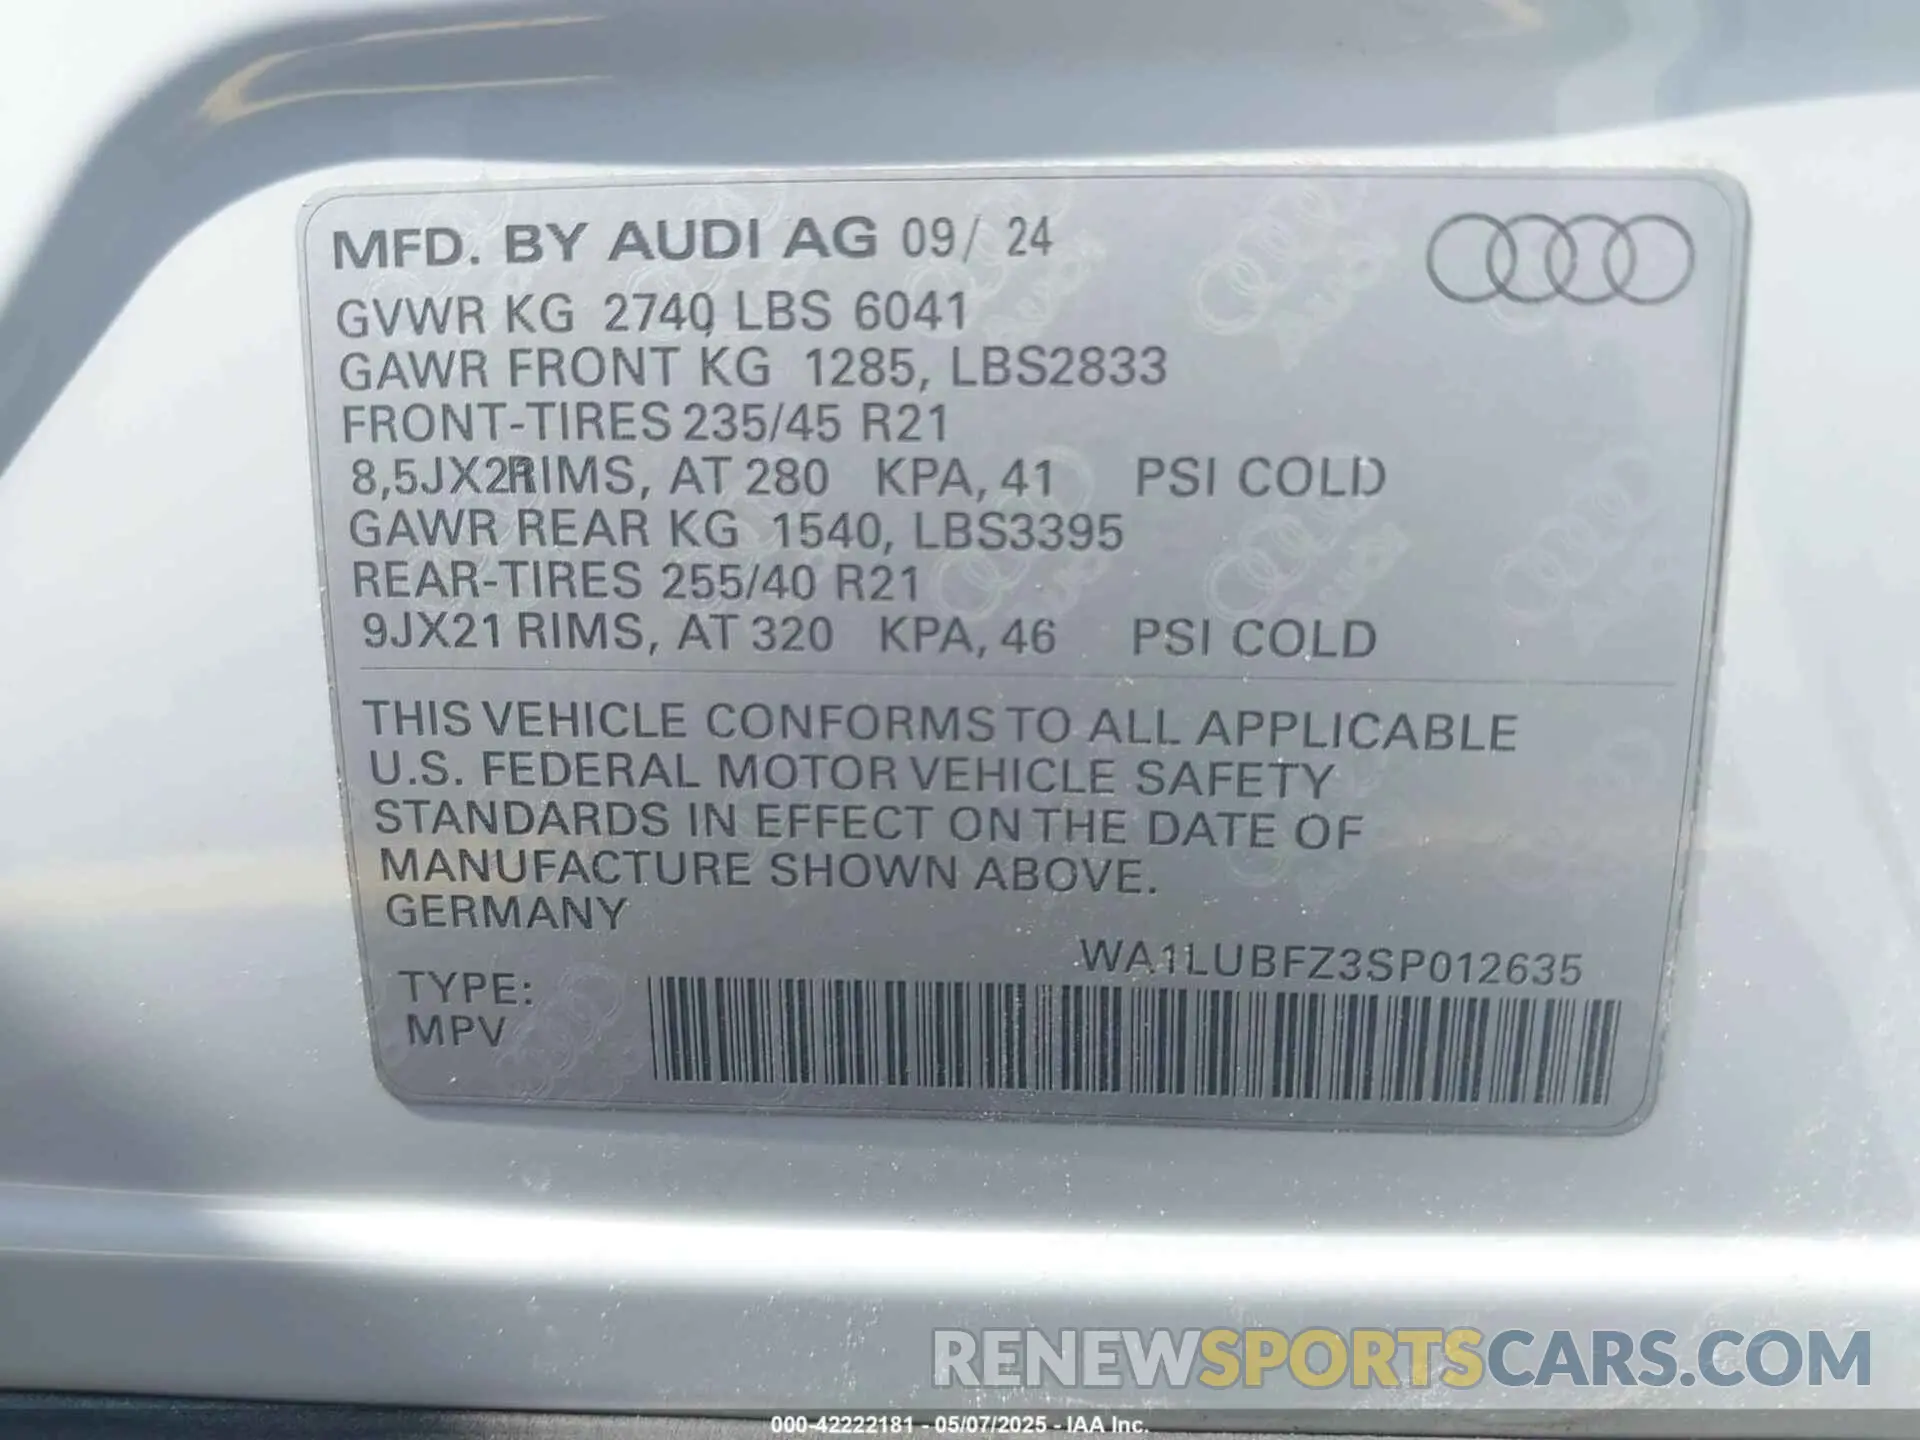 MFD. BY AUDI AG 09/ 24
GVWR KG 2740, LBS 6041
GAWR FRONT KG 1285, LBS2833
FRONT-TIRES 235/45 R21
8,5JX21RIMS, AT 280 KPA, 41 PSI COLD
GAWR REAR KG 1540, LBS3395
REAR-TIRES 255/40 R21
9JX21 RIMS, AT 320 KPA, 46 PSI COLD
THIS VEHICLE CONFORMS TO ALL APPLICABLE
U.S. FEDERAL MOTOR VEHICLE SAFETY
STANDARDS IN EFFECT ON THE DATE OF
MANUFACTURE SHOWN ABOVE.
GERMANY
WA1LUBFZ3SP012635
TYPE:
MPV
RENEWSPORTSCARS.COM
000-42222181 - 05/07/2025 - IAA Inc.